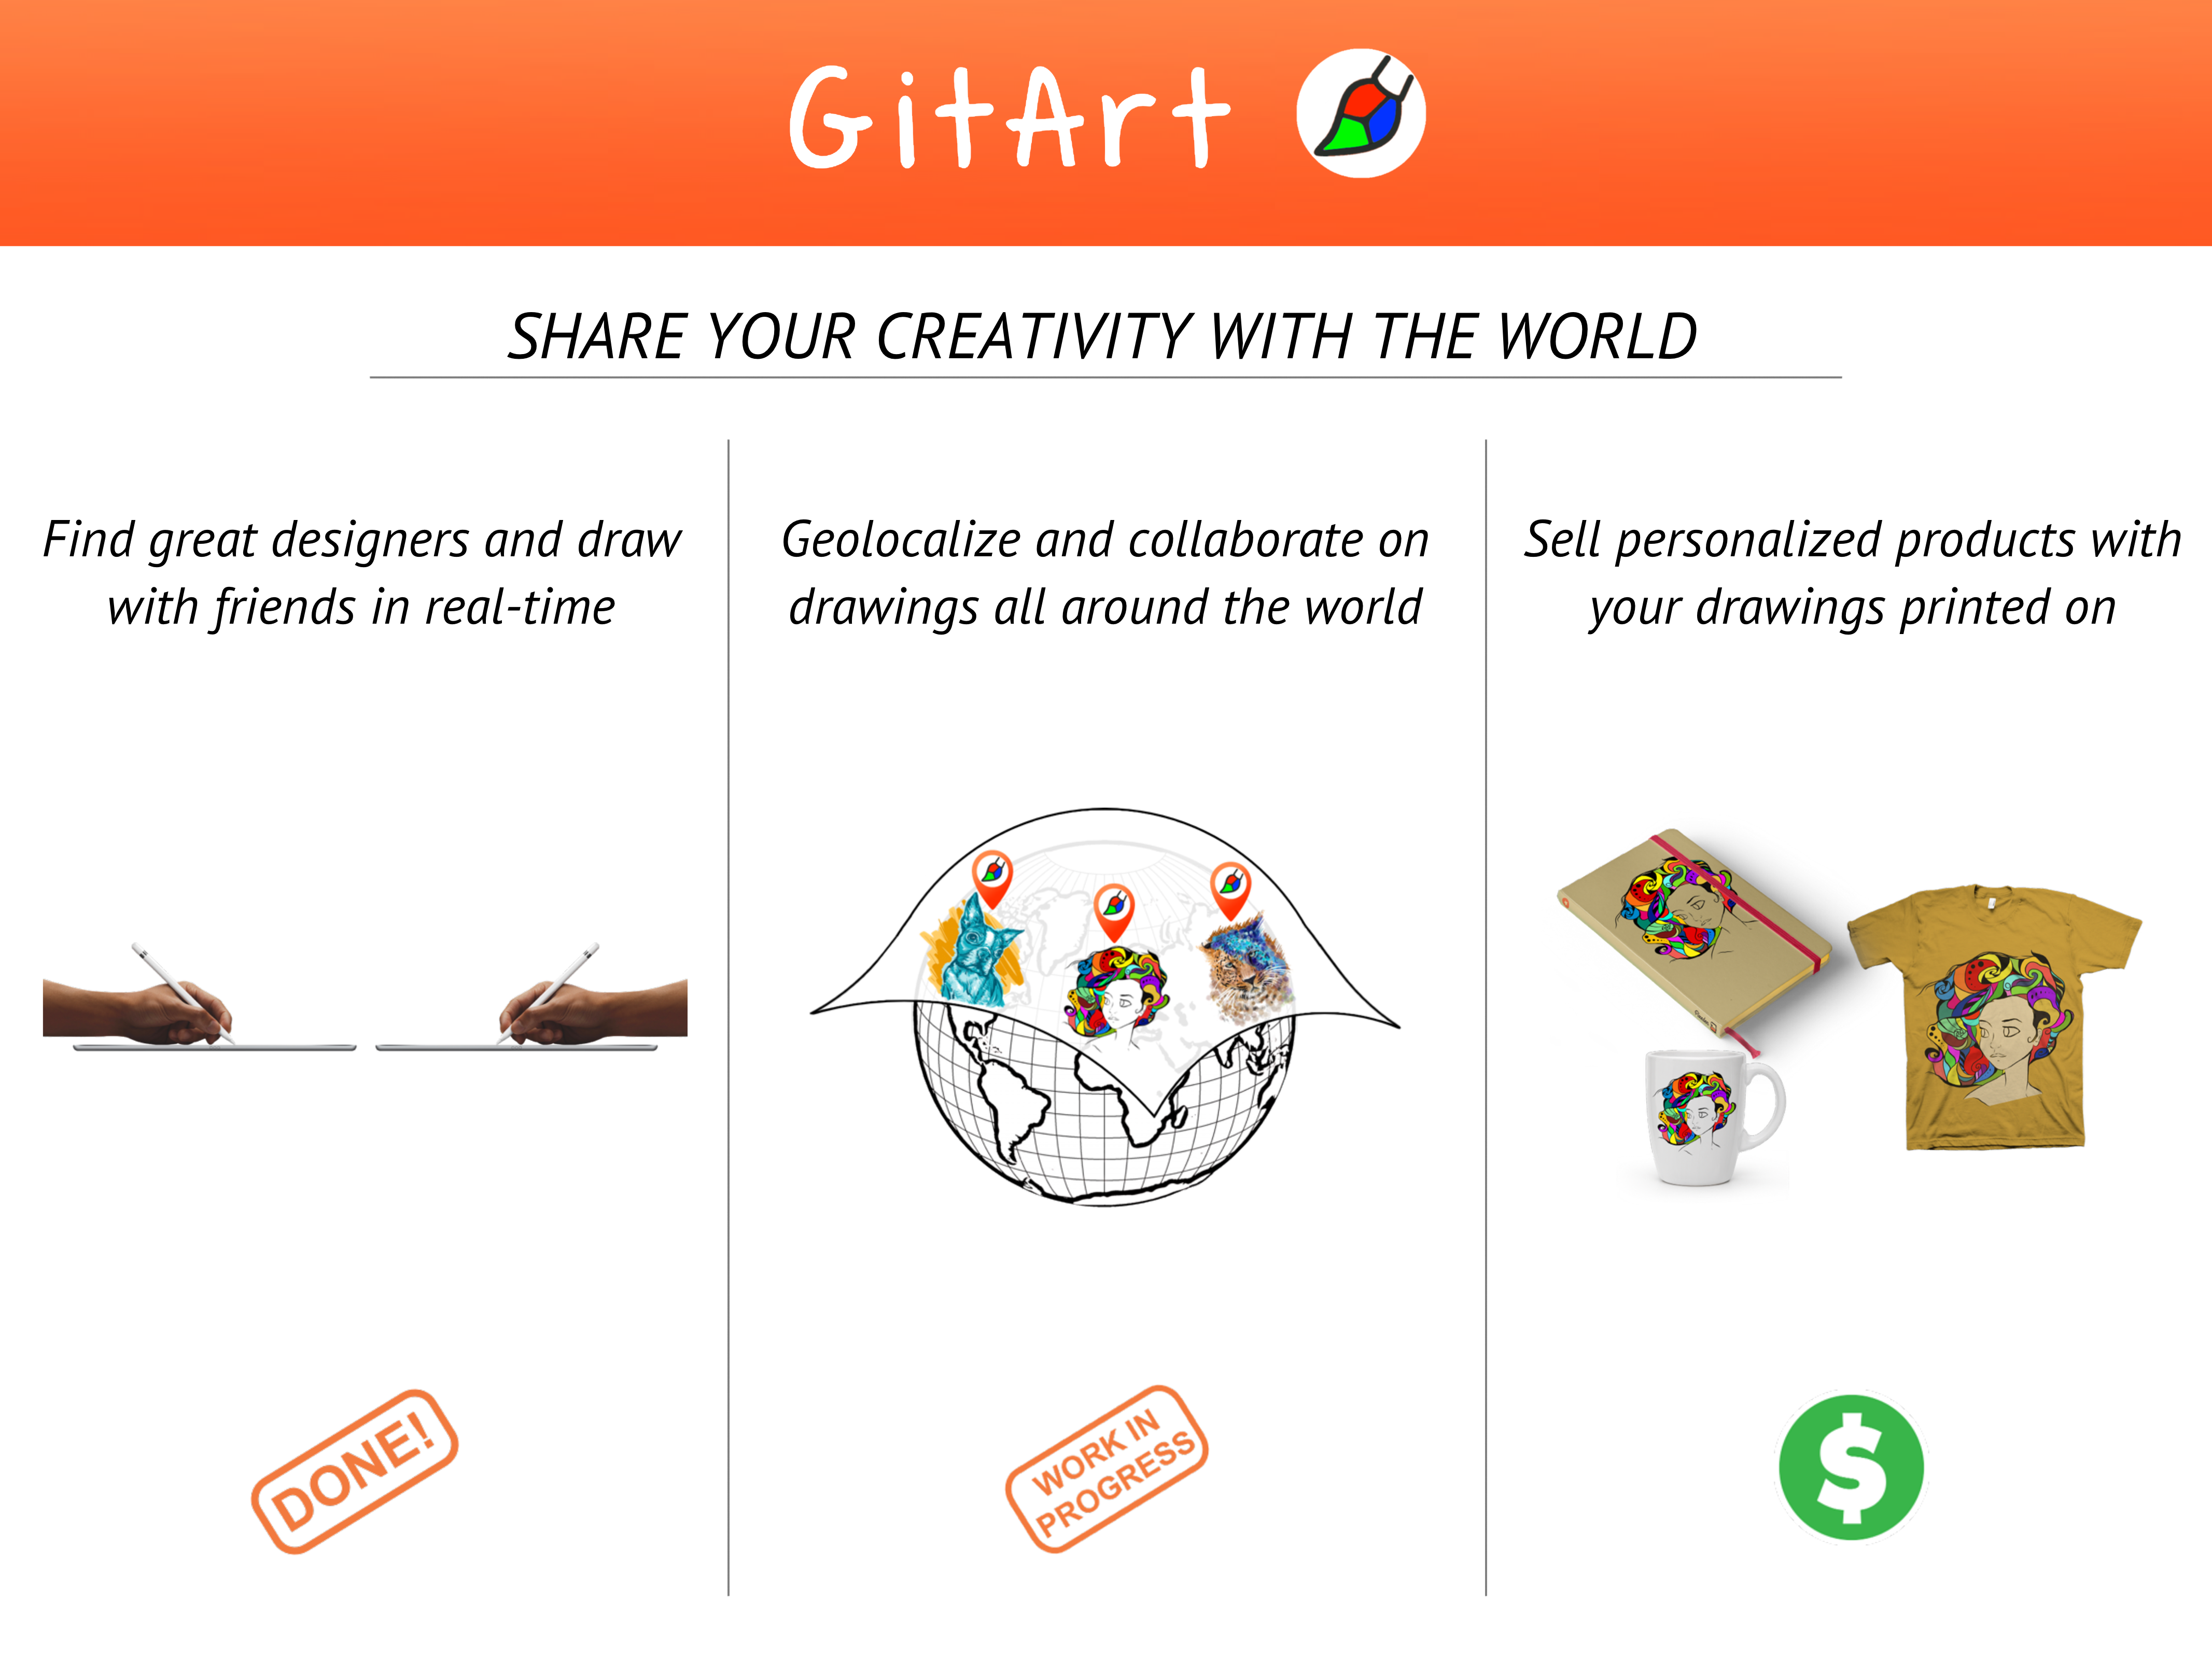 GitArt
SHARE YOUR CREATIVITY WITH THE WORLD
Find great designers and draw
with friends in real-time
Geolocalize and collaborate on
drawings all around the world
Sell personalized products with
your drawings printed on
DONE!
WORK IN
PROGRESS
$